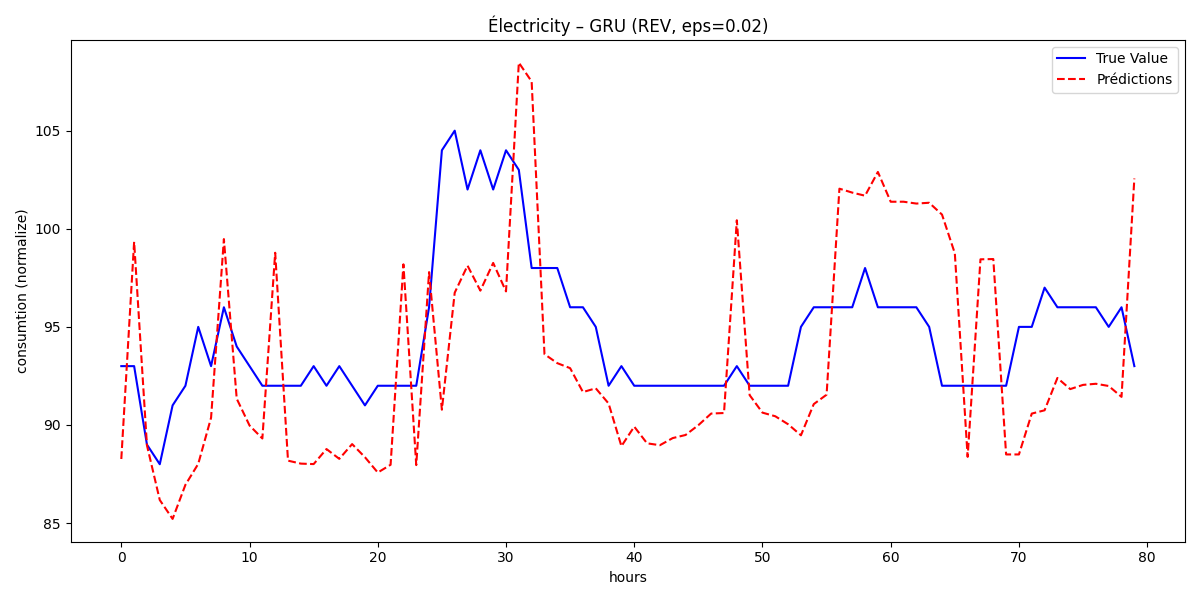 Électricity – GRU (REV, eps=0.02)
True Value
Prédictions
consumtion (normalize)
105
100
95
90
85
0
10
20
30
40
50
60
70
80
hours